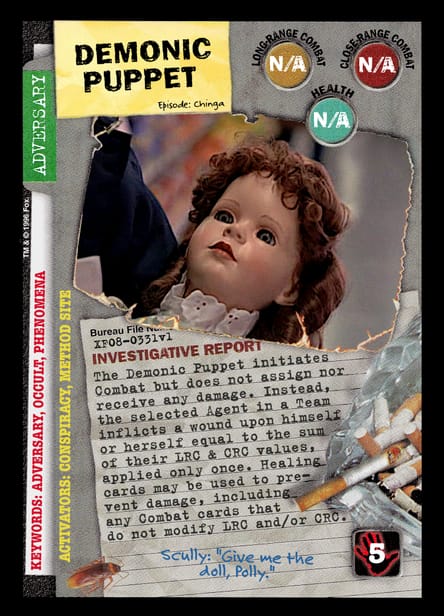 DEMONIC
PUPPET
Episode: Chinga
LONG-RANGE COMBAT
N/A
CLOSE-RANGE COMBAT
N/A
HEALTH
N/A
ADVERSARY
TM & © 1996 Fox.
KEYWORDS: ADVERSARY, OCCULT, PHENOMENA
ACTIVATORS: CONSPIRACY, METHOD SITE
Bureau File
XF08-0331v1
INVESTIGATIVE REPORT
The Demonic Puppet initiates
Combat but does not assign nor
receive any damage. Instead,
the selected Agent in a Team
inflicts a wound upon himself
or herself equal to the sum
of their LRC & CRC values,
applied only once. Healing
cards may be used to pre-
vent damage, including
any Combat cards that
do not modify LRC and/or CRC.
Scully: "Give me the
doll, Polly."
5